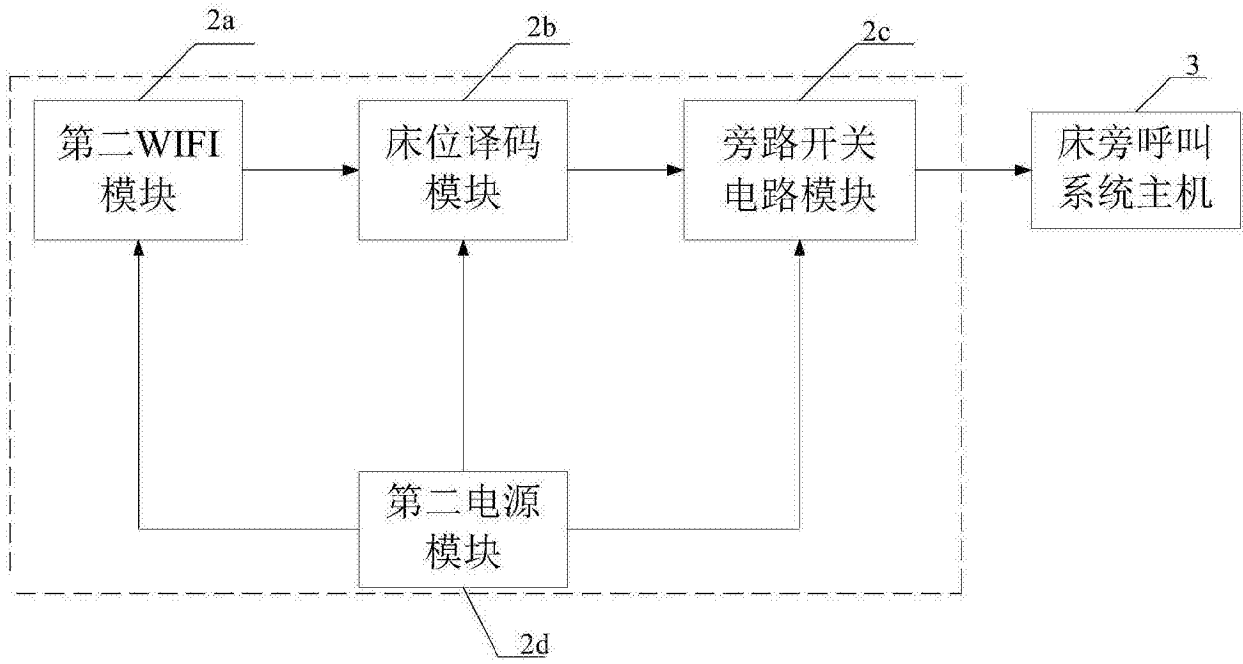 2a
2b
2c
3
第二WIFI
模块
床位译码
模块
旁路开关
电路模块
床旁呼叫
系统主机
第二电源
模块
2d